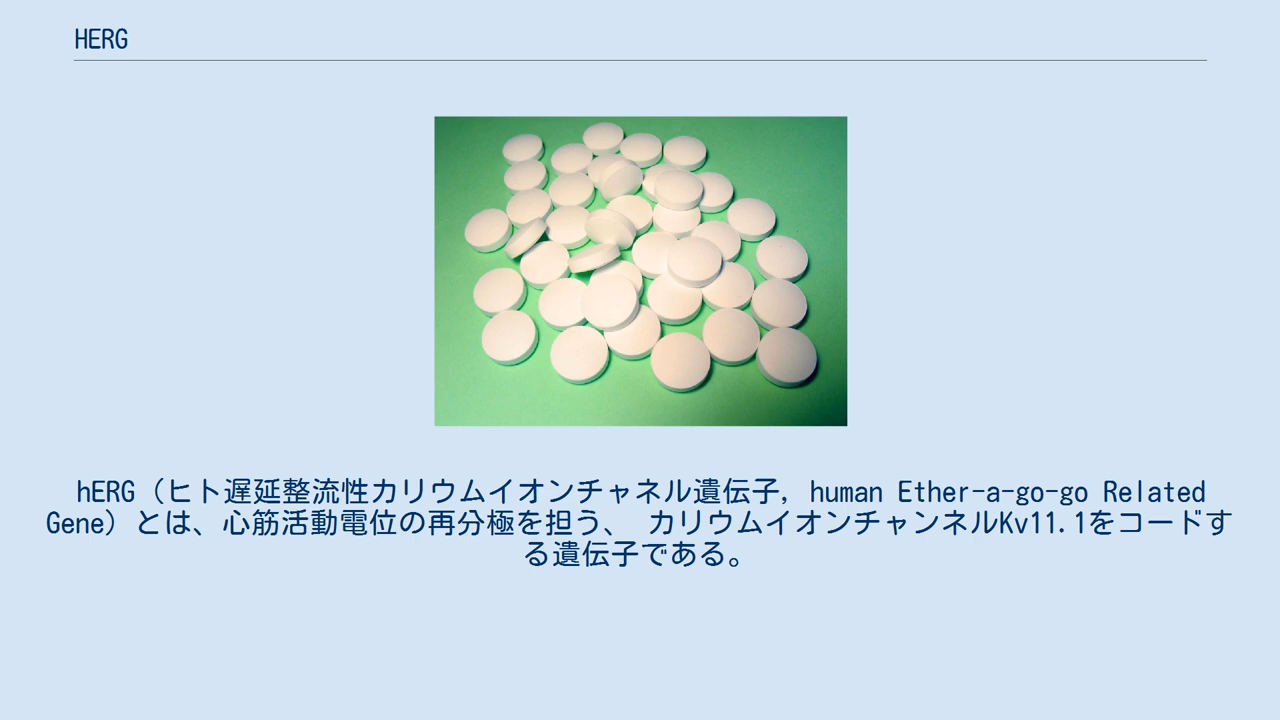 HERG
hERG（ヒト遅延整流性カリウムイオンチャネル遺伝子, human Ether-a-go-go Related
Gene）とは、心筋活動電位の再分極を担う、 カリウムイオンチャンネルKv11.1をコードす
る遺伝子である。